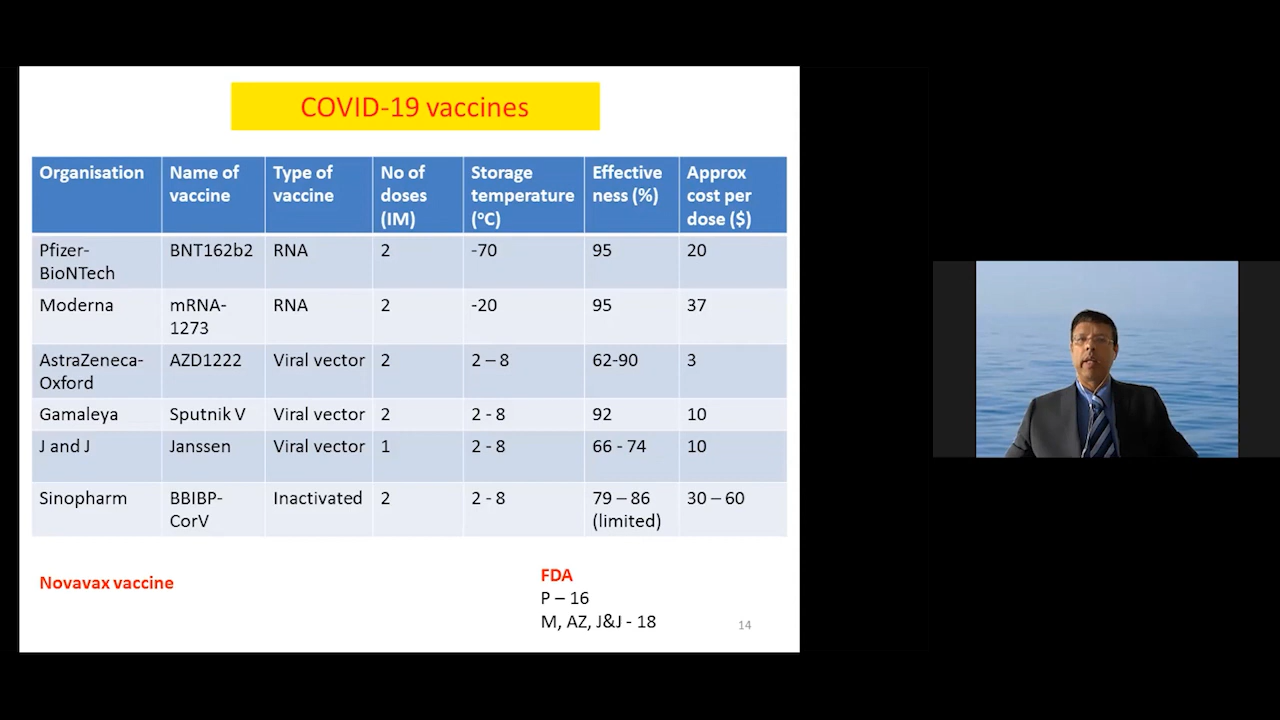 COVID-19 vaccines
Organisation
Name of
vaccine
Type of
vaccine
No of
doses
(IM)
Storage
temperature
(°C)
Effective
ness (%)
Approx
cost per
dose ($)
Pfizer-
BioNTech
BNT162b2
RNA
2
-70
95
20
Moderna
mRNA-
1273
RNA
2
-20
95
37
AstraZeneca-
Oxford
AZD1222
Viral vector
2
2 – 8
62-90
3
Gamaleya
Sputnik V
Viral vector
2
2 - 8
92
10
J and J
Janssen
Viral vector
1
2 - 8
66 - 74
10
Sinopharm
BBIBP-
CorV
Inactivated
2
2 - 8
79 – 86
(limited)
30 – 60
Novavax vaccine
FDA
P – 16
M, AZ, J&J - 18
14